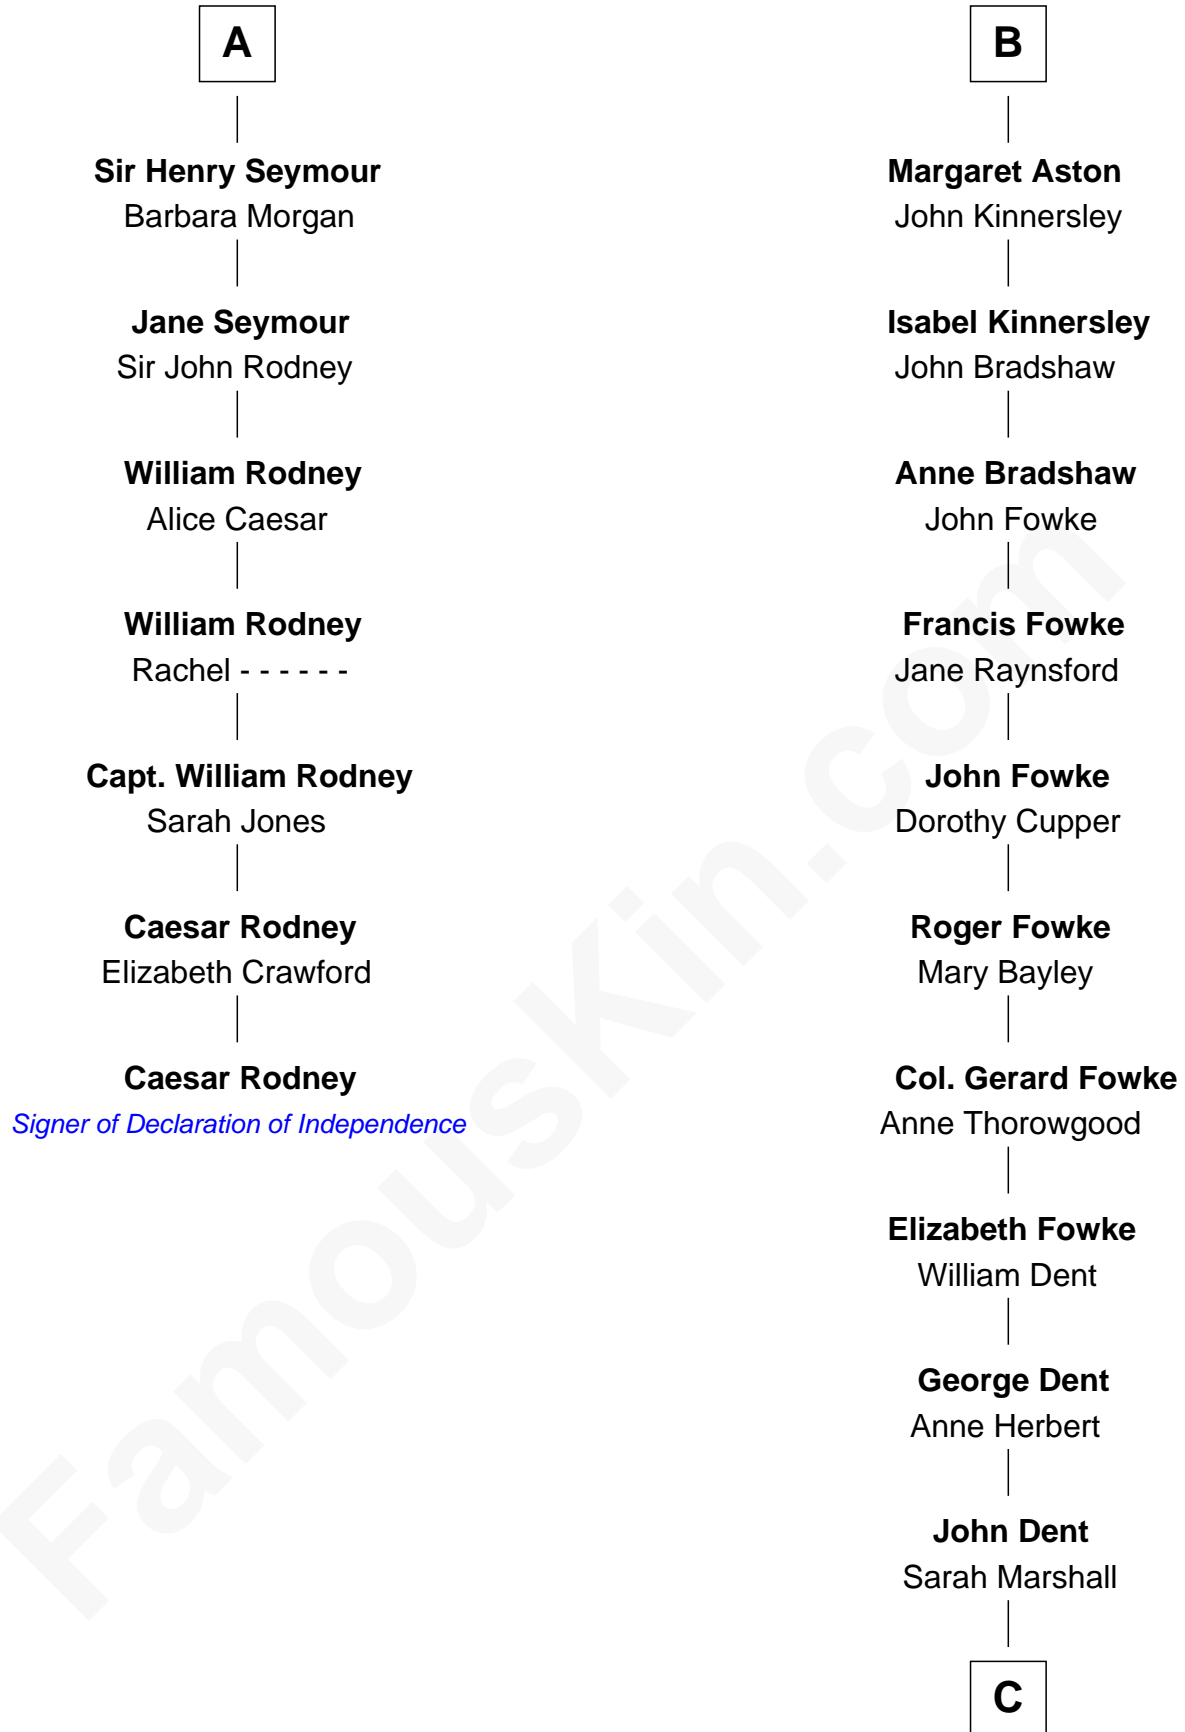 A
Sir Henry Seymour
Barbara Morgan
Jane Seymour
Sir John Rodney
William Rodney
Alice Caesar
William Rodney
Rachel - - - - - -
Capt. William Rodney
Sarah Jones
Caesar Rodney
Elizabeth Crawford
Caesar Rodney
Signer of Declaration of Independence
B
Margaret Aston
John Kinnersley
Isabel Kinnersley
John Bradshaw
Anne Bradshaw
John Fowke
Francis Fowke
Jane Raynsford
John Fowke
Dorothy Cupper
Roger Fowke
Mary Bayley
Col. Gerard Fowke
Anne Thorowgood
Elizabeth Fowke
William Dent
George Dent
Anne Herbert
John Dent
Sarah Marshall
C
FamousKin.com